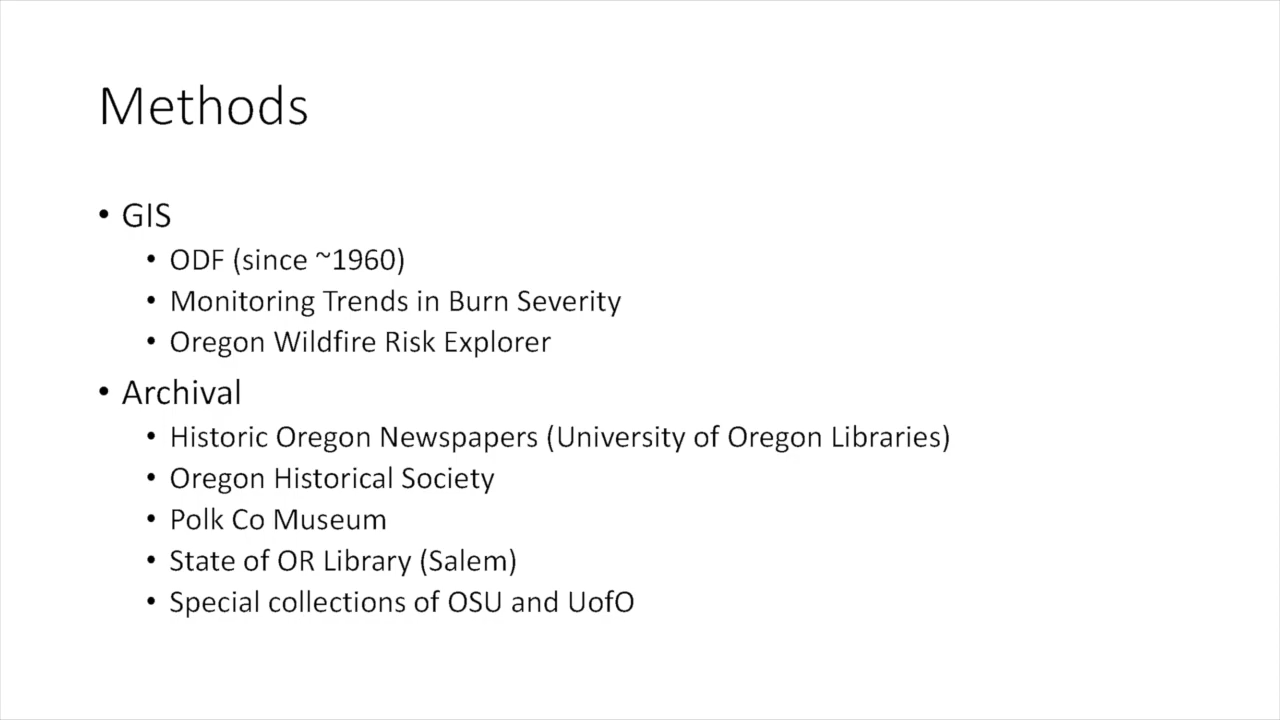 Methods
• GIS
• ODF (since ~1960)
• Monitoring Trends in Burn Severity
• Oregon Wildfire Risk Explorer
• Archival
• Historic Oregon Newspapers (University of Oregon Libraries)
• Oregon Historical Society
• Polk Co Museum
• State of OR Library (Salem)
• Special collections of OSU and UofO